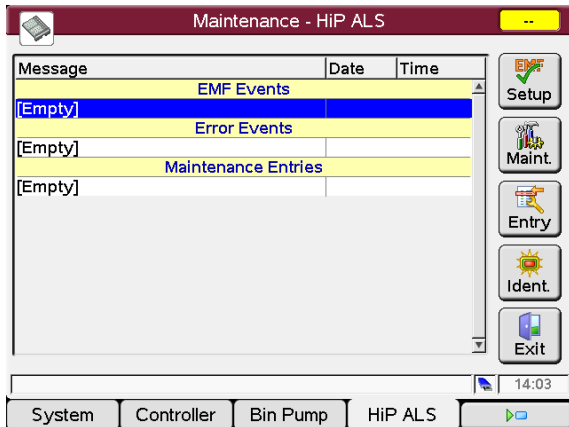 Maintenance - HiP ALS
--
Message Date Time
EMF Events
[Empty]
Error Events
[Empty]
Maintenance Entries
[Empty]
EMF
Setup
Maint.
Entry
Ident.
Exit
14:03
System Controller Bin Pump HiP ALS